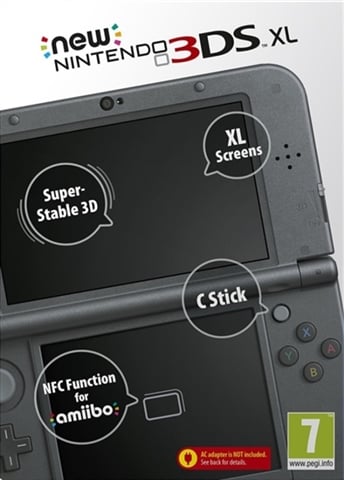 new
NINTENDO 3DS™ XL
XL
Screens
Super-
Stable 3D
C Stick
X
Y
A
B
NFC Function
for
amiibo
AC adapter is NOT included.
See back for details.
7
www.pegi.info